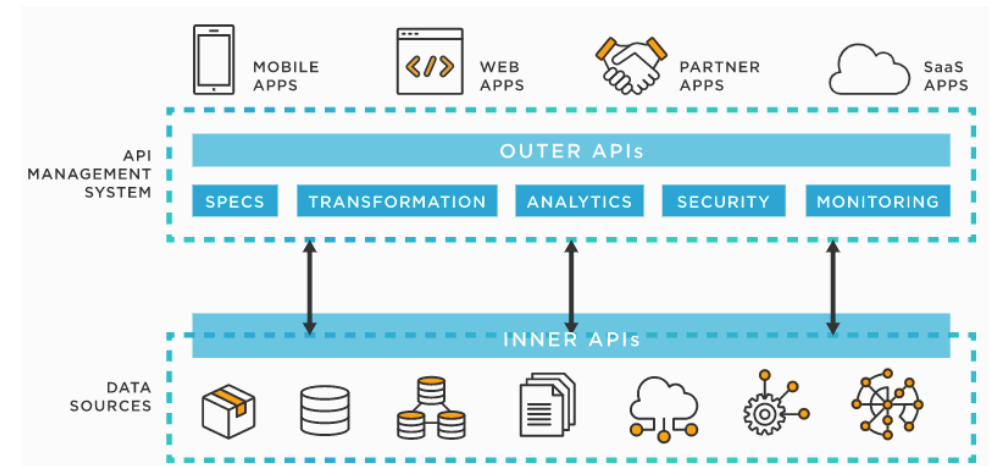 MOBILE
APPS
</>
WEB
APPS
PARTNER
APPS
SaaS
APPS
API
MANAGEMENT
SYSTEM
OUTER APIs
SPECS
TRANSFORMATION
ANALYTICS
SECURITY
MONITORING
INNER APIs
DATA
SOURCES